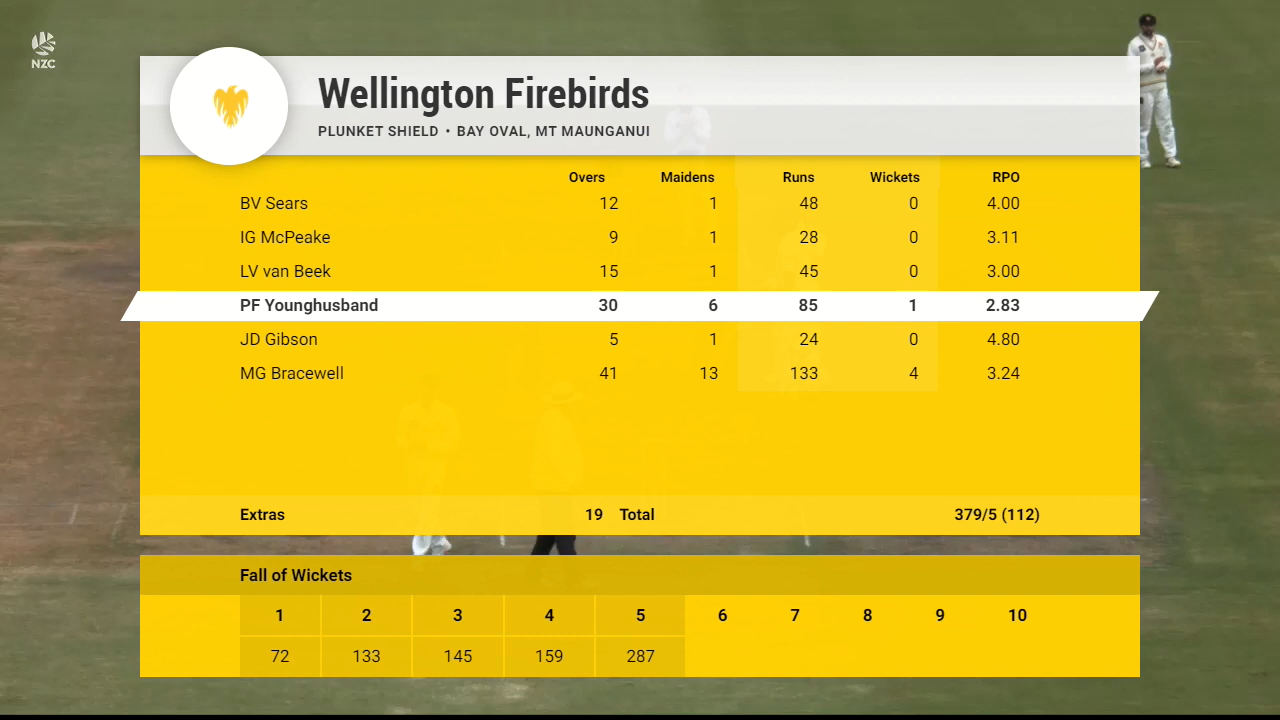 NZC
Wellington Firebirds
PLUNKET SHIELD • BAY OVAL, MT MAUNGANUI
Overs Maidens Runs Wickets RPO
BV Sears 12 1 48 0 4.00
IG McPeake 9 1 28 0 3.11
LV van Beek 15 1 45 0 3.00
PF Younghusband 30 6 85 1 2.83
JD Gibson 5 1 24 0 4.80
MG Bracewell 41 13 133 4 3.24
Extras 19 Total 379/5 (112)
Fall of Wickets
1 2 3 4 5 6 7 8 9 10
72 133 145 159 287